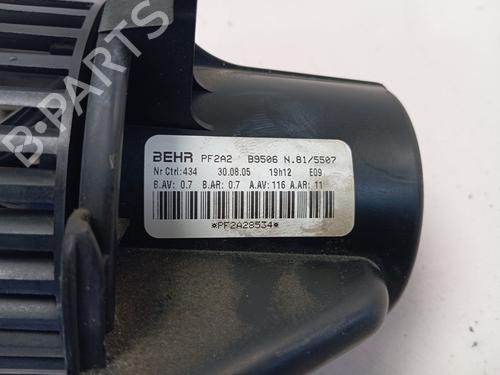 BEHR PF2A2 B9506 N.81/5507
Nr Ctrl:434 30.08.05 19h12 E09
B.AV: 0.7 B.AR: 0.7 A.AV: 116 A.AR: 11
*PF2A28534*
B-PARTS